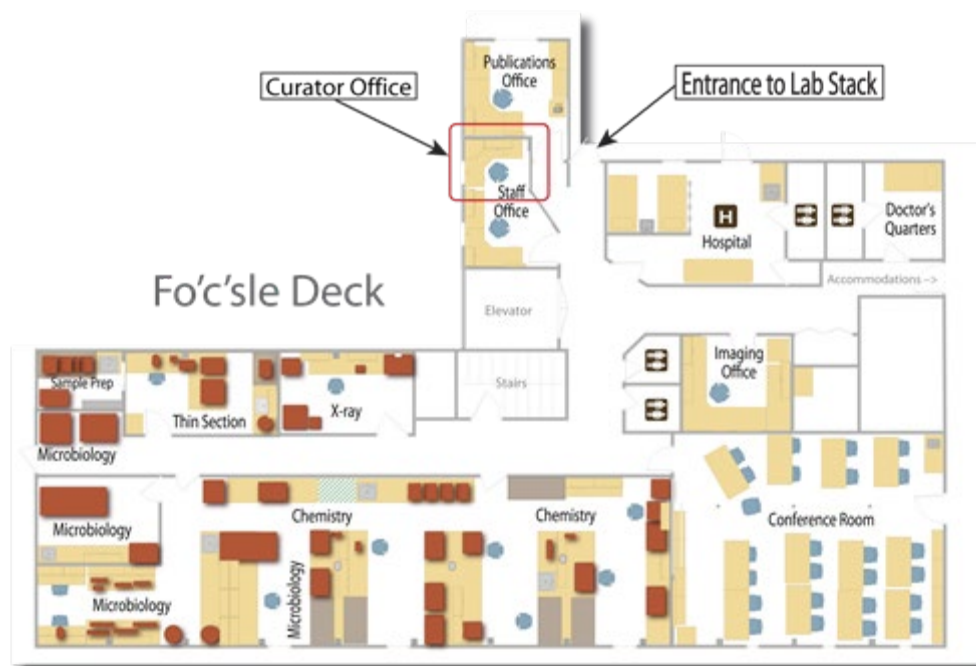 Publications
Office
Curator Office
Entrance to Lab Stack
Staff
Office
H
Hospital
Doctor's
Quarters
Accommodations –>
Fo'c'sle Deck
Elevator
Imaging
Office
Stairs
Sample Prep
X-ray
Thin Section
Microbiology
Chemistry
Chemistry
Conference Room
Microbiology
Microbiology
Microbiology